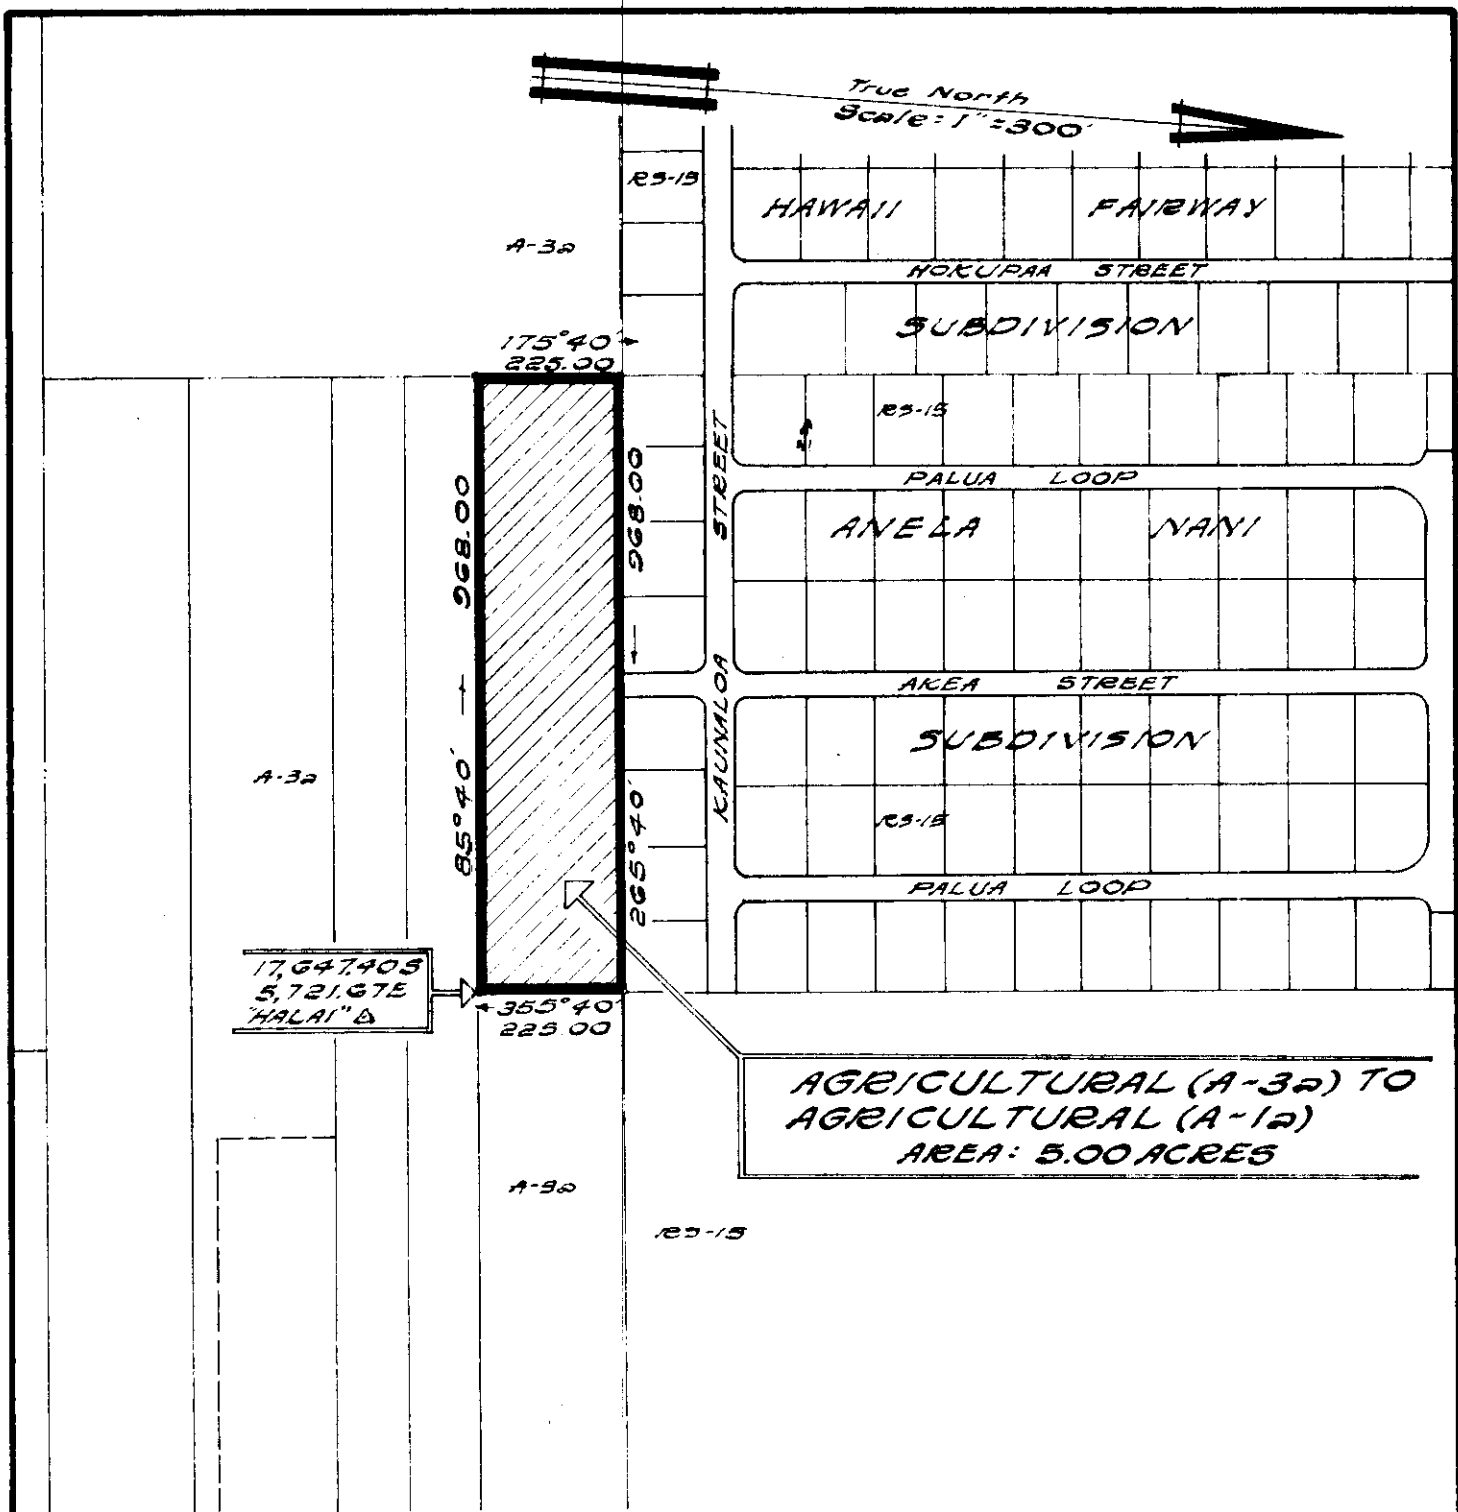 True North
Scale: 1" = 300'
RS-15
HAWAII FAIRWAY
A-3a
HOKUPAA STREET
SUBDIVISION
175°40'
225.00
RS-15
968.00
968.00
STREET
PALUA LOOP
ANELA NANI
KAUNALOA
AKEA STREET
SUBDIVISION
A-3a
85°40'
265°40'
RS-15
PALUA LOOP
17,647.40S
5,721.67E
"HALAI" △
355°40'
225.00
AGRICULTURAL (A-3a) TO
AGRICULTURAL (A-1a)
AREA: 5.00 ACRES
A-3a
RS-15